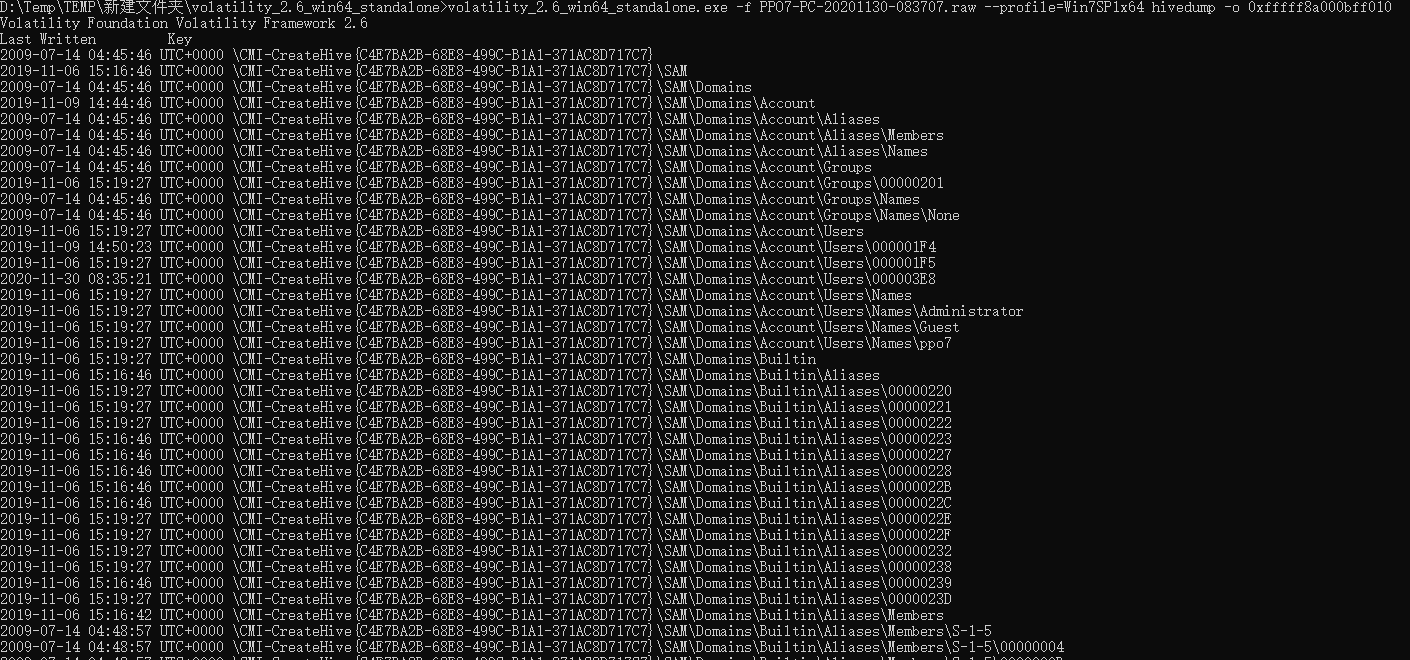 D:\Temp\TEMP\新建文件夹\volatility_2.6_win64_standalone>volatility_2.6_win64_standalone.exe -f PPO7-PC-20201130-083707.raw --profile=Win7SP1x64 hivedump -o 0xfffff8a000bff010
Volatility Foundation Volatility Framework 2.6
Last Written         Key
2009-07-14 04:45:46 UTC+0000 \CMI-CreateHive{C4E7BA2B-68E8-499C-B1A1-371AC8D717C7}
2019-11-06 15:16:46 UTC+0000 \CMI-CreateHive{C4E7BA2B-68E8-499C-B1A1-371AC8D717C7}\SAM
2009-07-14 04:45:46 UTC+0000 \CMI-CreateHive{C4E7BA2B-68E8-499C-B1A1-371AC8D717C7}\SAM\Domains
2019-11-09 14:44:46 UTC+0000 \CMI-CreateHive{C4E7BA2B-68E8-499C-B1A1-371AC8D717C7}\SAM\Domains\Account
2009-07-14 04:45:46 UTC+0000 \CMI-CreateHive{C4E7BA2B-68E8-499C-B1A1-371AC8D717C7}\SAM\Domains\Account\Aliases
2009-07-14 04:45:46 UTC+0000 \CMI-CreateHive{C4E7BA2B-68E8-499C-B1A1-371AC8D717C7}\SAM\Domains\Account\Aliases\Members
2009-07-14 04:45:46 UTC+0000 \CMI-CreateHive{C4E7BA2B-68E8-499C-B1A1-371AC8D717C7}\SAM\Domains\Account\Aliases\Names
2009-07-14 04:45:46 UTC+0000 \CMI-CreateHive{C4E7BA2B-68E8-499C-B1A1-371AC8D717C7}\SAM\Domains\Account\Groups
2019-11-06 15:19:27 UTC+0000 \CMI-CreateHive{C4E7BA2B-68E8-499C-B1A1-371AC8D717C7}\SAM\Domains\Account\Groups\00000201
2009-07-14 04:45:46 UTC+0000 \CMI-CreateHive{C4E7BA2B-68E8-499C-B1A1-371AC8D717C7}\SAM\Domains\Account\Groups\Names
2009-07-14 04:45:46 UTC+0000 \CMI-CreateHive{C4E7BA2B-68E8-499C-B1A1-371AC8D717C7}\SAM\Domains\Account\Groups\Names\None
2019-11-06 15:19:27 UTC+0000 \CMI-CreateHive{C4E7BA2B-68E8-499C-B1A1-371AC8D717C7}\SAM\Domains\Account\Users
2019-11-09 14:50:23 UTC+0000 \CMI-CreateHive{C4E7BA2B-68E8-499C-B1A1-371AC8D717C7}\SAM\Domains\Account\Users\000001F4
2019-11-06 15:19:27 UTC+0000 \CMI-CreateHive{C4E7BA2B-68E8-499C-B1A1-371AC8D717C7}\SAM\Domains\Account\Users\000001F5
2020-11-30 08:35:21 UTC+0000 \CMI-CreateHive{C4E7BA2B-68E8-499C-B1A1-371AC8D717C7}\SAM\Domains\Account\Users\000003E8
2019-11-06 15:19:27 UTC+0000 \CMI-CreateHive{C4E7BA2B-68E8-499C-B1A1-371AC8D717C7}\SAM\Domains\Account\Users\Names
2019-11-06 15:19:27 UTC+0000 \CMI-CreateHive{C4E7BA2B-68E8-499C-B1A1-371AC8D717C7}\SAM\Domains\Account\Users\Names\Administrator
2019-11-06 15:19:27 UTC+0000 \CMI-CreateHive{C4E7BA2B-68E8-499C-B1A1-371AC8D717C7}\SAM\Domains\Account\Users\Names\Guest
2019-11-06 15:19:27 UTC+0000 \CMI-CreateHive{C4E7BA2B-68E8-499C-B1A1-371AC8D717C7}\SAM\Domains\Account\Users\Names\ppo7
2019-11-06 15:19:27 UTC+0000 \CMI-CreateHive{C4E7BA2B-68E8-499C-B1A1-371AC8D717C7}\SAM\Domains\Builtin
2019-11-06 15:16:46 UTC+0000 \CMI-CreateHive{C4E7BA2B-68E8-499C-B1A1-371AC8D717C7}\SAM\Domains\Builtin\Aliases
2019-11-06 15:19:27 UTC+0000 \CMI-CreateHive{C4E7BA2B-68E8-499C-B1A1-371AC8D717C7}\SAM\Domains\Builtin\Aliases\00000220
2019-11-06 15:19:27 UTC+0000 \CMI-CreateHive{C4E7BA2B-68E8-499C-B1A1-371AC8D717C7}\SAM\Domains\Builtin\Aliases\00000221
2019-11-06 15:19:27 UTC+0000 \CMI-CreateHive{C4E7BA2B-68E8-499C-B1A1-371AC8D717C7}\SAM\Domains\Builtin\Aliases\00000222
2019-11-06 15:16:46 UTC+0000 \CMI-CreateHive{C4E7BA2B-68E8-499C-B1A1-371AC8D717C7}\SAM\Domains\Builtin\Aliases\00000223
2019-11-06 15:16:46 UTC+0000 \CMI-CreateHive{C4E7BA2B-68E8-499C-B1A1-371AC8D717C7}\SAM\Domains\Builtin\Aliases\00000227
2019-11-06 15:16:46 UTC+0000 \CMI-CreateHive{C4E7BA2B-68E8-499C-B1A1-371AC8D717C7}\SAM\Domains\Builtin\Aliases\00000228
2019-11-06 15:16:46 UTC+0000 \CMI-CreateHive{C4E7BA2B-68E8-499C-B1A1-371AC8D717C7}\SAM\Domains\Builtin\Aliases\0000022B
2019-11-06 15:16:46 UTC+0000 \CMI-CreateHive{C4E7BA2B-68E8-499C-B1A1-371AC8D717C7}\SAM\Domains\Builtin\Aliases\0000022C
2019-11-06 15:19:27 UTC+0000 \CMI-CreateHive{C4E7BA2B-68E8-499C-B1A1-371AC8D717C7}\SAM\Domains\Builtin\Aliases\0000022E
2019-11-06 15:19:27 UTC+0000 \CMI-CreateHive{C4E7BA2B-68E8-499C-B1A1-371AC8D717C7}\SAM\Domains\Builtin\Aliases\0000022F
2019-11-06 15:19:27 UTC+0000 \CMI-CreateHive{C4E7BA2B-68E8-499C-B1A1-371AC8D717C7}\SAM\Domains\Builtin\Aliases\00000232
2019-11-06 15:19:27 UTC+0000 \CMI-CreateHive{C4E7BA2B-68E8-499C-B1A1-371AC8D717C7}\SAM\Domains\Builtin\Aliases\00000238
2019-11-06 15:16:46 UTC+0000 \CMI-CreateHive{C4E7BA2B-68E8-499C-B1A1-371AC8D717C7}\SAM\Domains\Builtin\Aliases\00000239
2019-11-06 15:19:27 UTC+0000 \CMI-CreateHive{C4E7BA2B-68E8-499C-B1A1-371AC8D717C7}\SAM\Domains\Builtin\Aliases\0000023D
2019-11-06 15:16:42 UTC+0000 \CMI-CreateHive{C4E7BA2B-68E8-499C-B1A1-371AC8D717C7}\SAM\Domains\Builtin\Aliases\Members
2009-07-14 04:48:57 UTC+0000 \CMI-CreateHive{C4E7BA2B-68E8-499C-B1A1-371AC8D717C7}\SAM\Domains\Builtin\Aliases\Members\S-1-5
2009-07-14 04:48:57 UTC+0000 \CMI-CreateHive{C4E7BA2B-68E8-499C-B1A1-371AC8D717C7}\SAM\Domains\Builtin\Aliases\Members\S-1-5\00000004